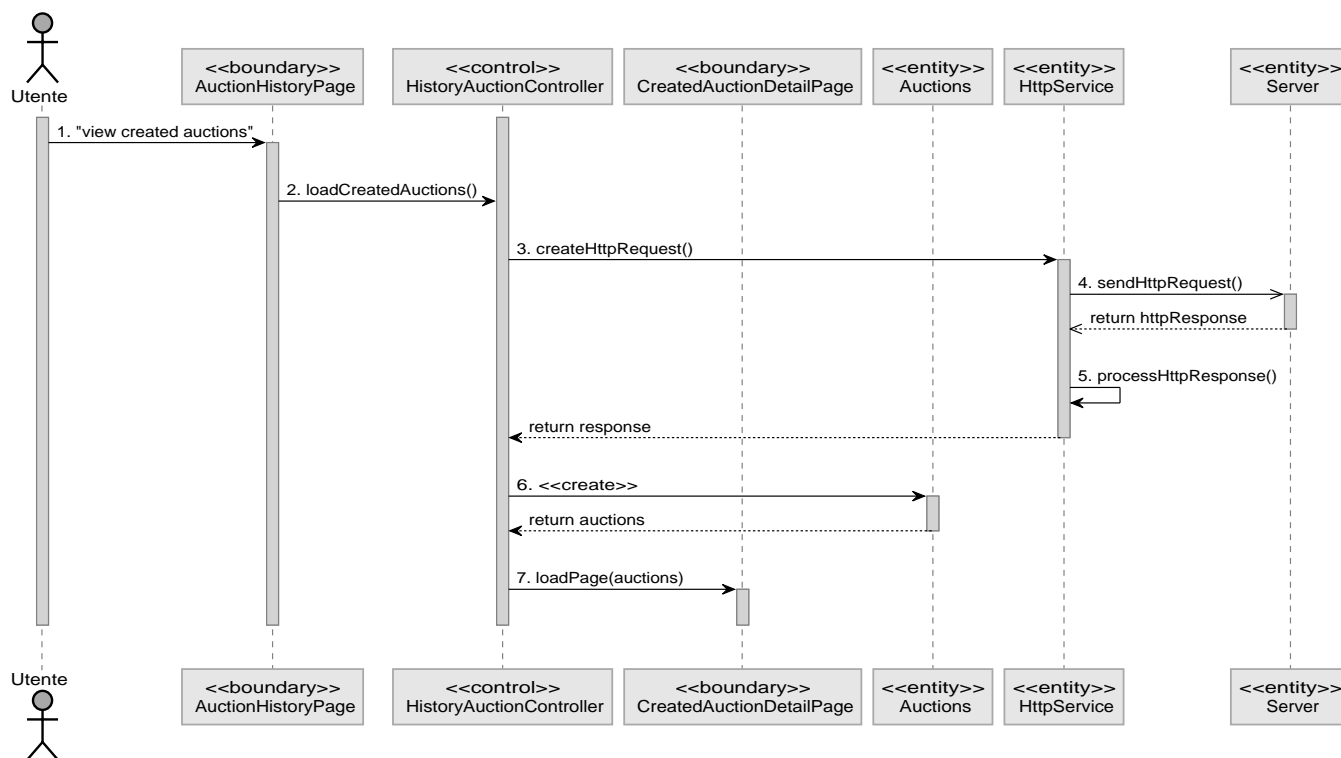 Utente
<<boundary>>
AuctionHistoryPage
<<control>>
HistoryAuctionController
<<boundary>>
CreatedAuctionDetailPage
<<entity>>
Auctions
<<entity>>
HttpService
<<entity>>
Server
1. "view created auctions"
2. loadCreatedAuctions()
3. createHttpRequest()
4. sendHttpRequest()
return httpResponse
5. processHttpResponse()
return response
6. <<create>>
return auctions
7. loadPage(auctions)
Utente
<<boundary>>
AuctionHistoryPage
<<control>>
HistoryAuctionController
<<boundary>>
CreatedAuctionDetailPage
<<entity>>
Auctions
<<entity>>
HttpService
<<entity>>
Server